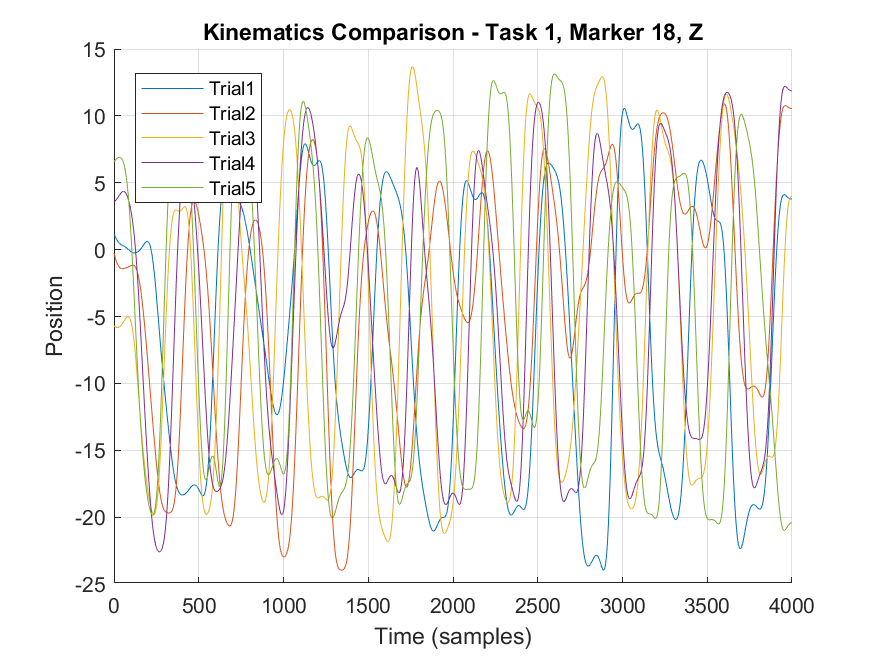 Kinematics Comparison - Task 1, Marker 18, Z
15
10
5
0
-5
-10
-15
-20
-25
Position
Trial1
Trial2
Trial3
Trial4
Trial5
0 500 1000 1500 2000 2500 3000 3500 4000
Time (samples)